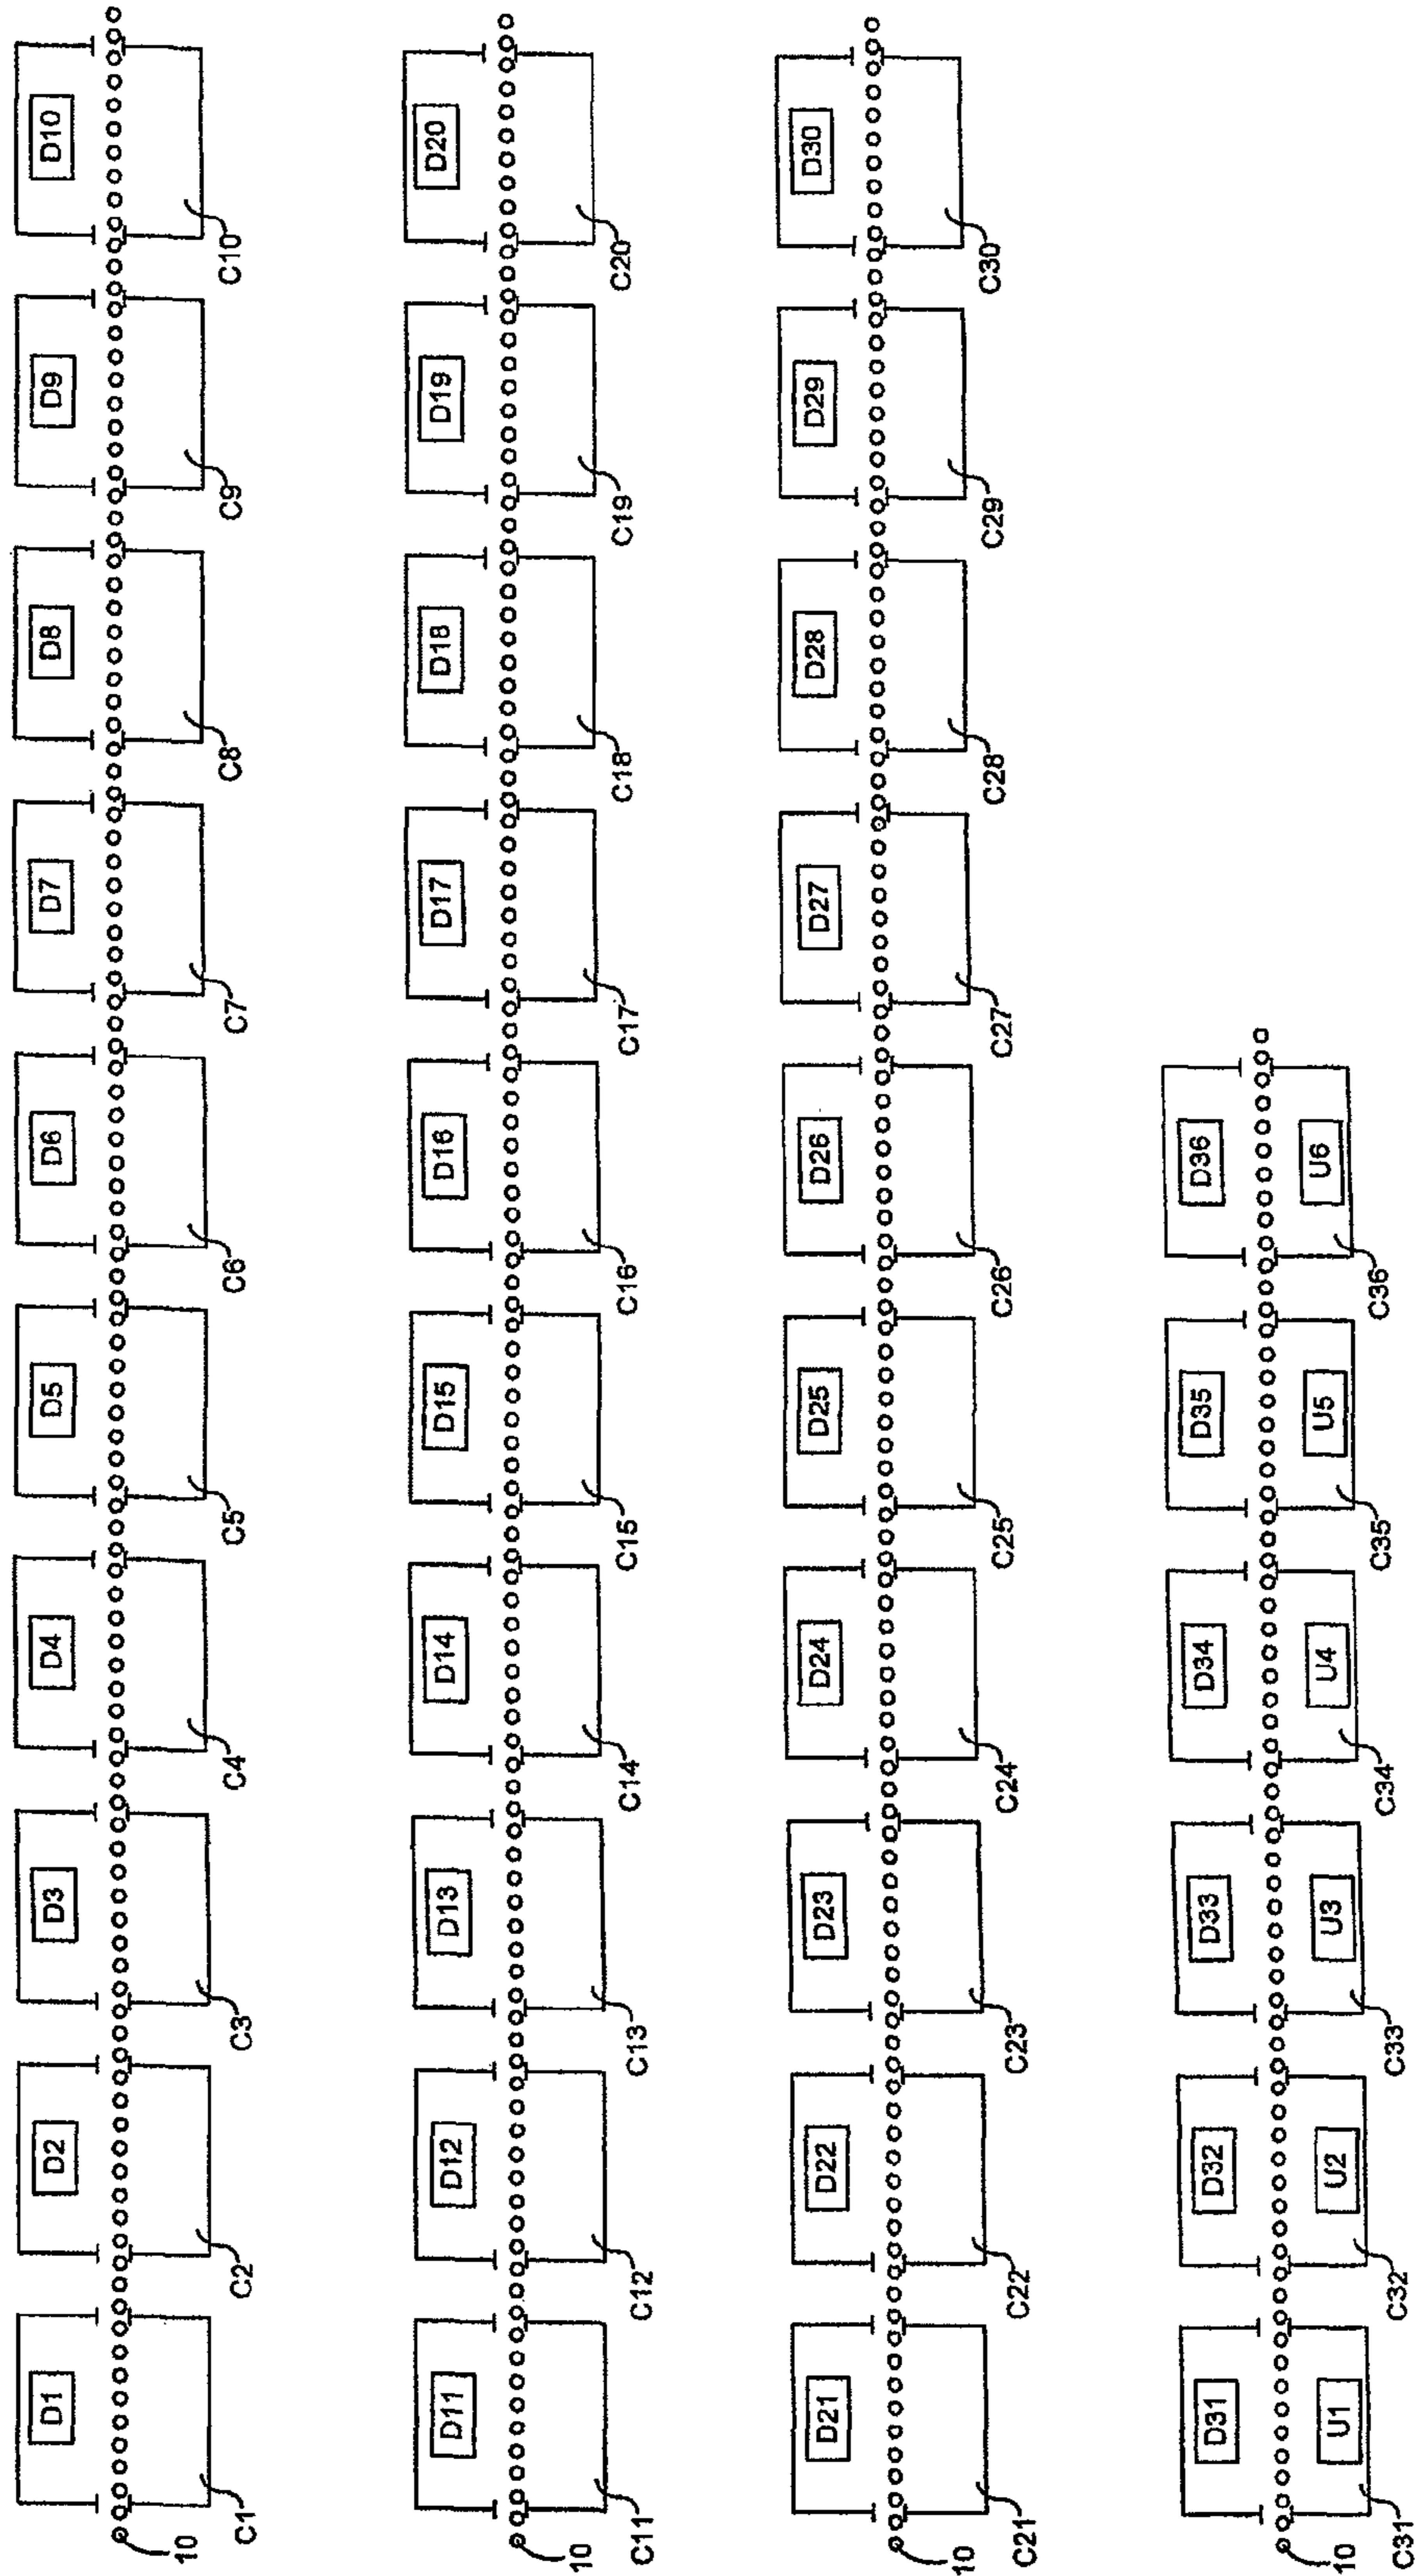 D1 D2 D3 D4 D5 D6 D7 D8 D9 D10
10 C1 C2 C3 C4 C5 C6 C7 C8 C9 C10
D11 D12 D13 D14 D15 D16 D17 D18 D19 D20
10 C11 C12 C13 C14 C15 C16 C17 C18 C19 C20
D21 D22 D23 D24 D25 D26 D27 D28 D29 D30
10 C21 C22 C23 C24 C25 C26 C27 C28 C29 C30
D31 D32 D33 D34 D35 D36
U1 U2 U3 U4 U5 U6
10 C31 C32 C33 C34 C35 C36